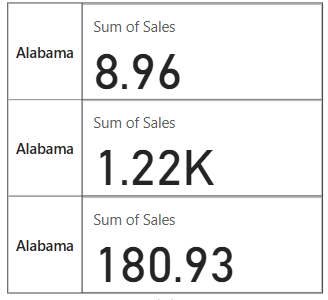 Sum of Sales
Alabama
8.96
Sum of Sales
Alabama
1.22K
Sum of Sales
Alabama
180.93